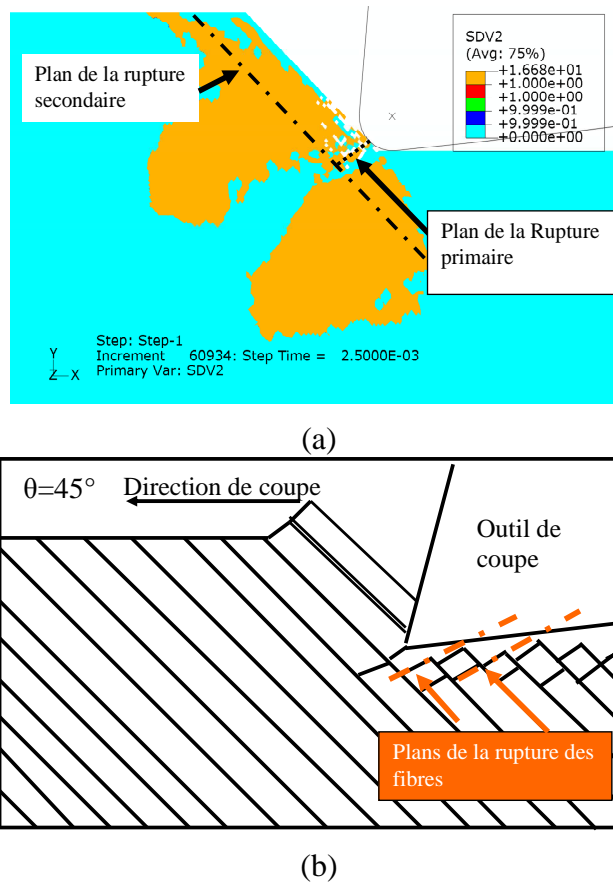 SDV2
(Avg: 75%)
+1.668e+01
+1.000e+00
+1.000e+00
+9.999e-01
+9.999e-01
+0.000e+00
Plan de la rupture
secondaire
X
Plan de la Rupture
primaire
Step: Step-1
Increment 60934: Step Time = 2.5000E-03
Primary Var: SDV2
Y
Z X
(a)
θ=45° Direction de coupe
Outil de
coupe
Plans de la rupture des
fibres
(b)